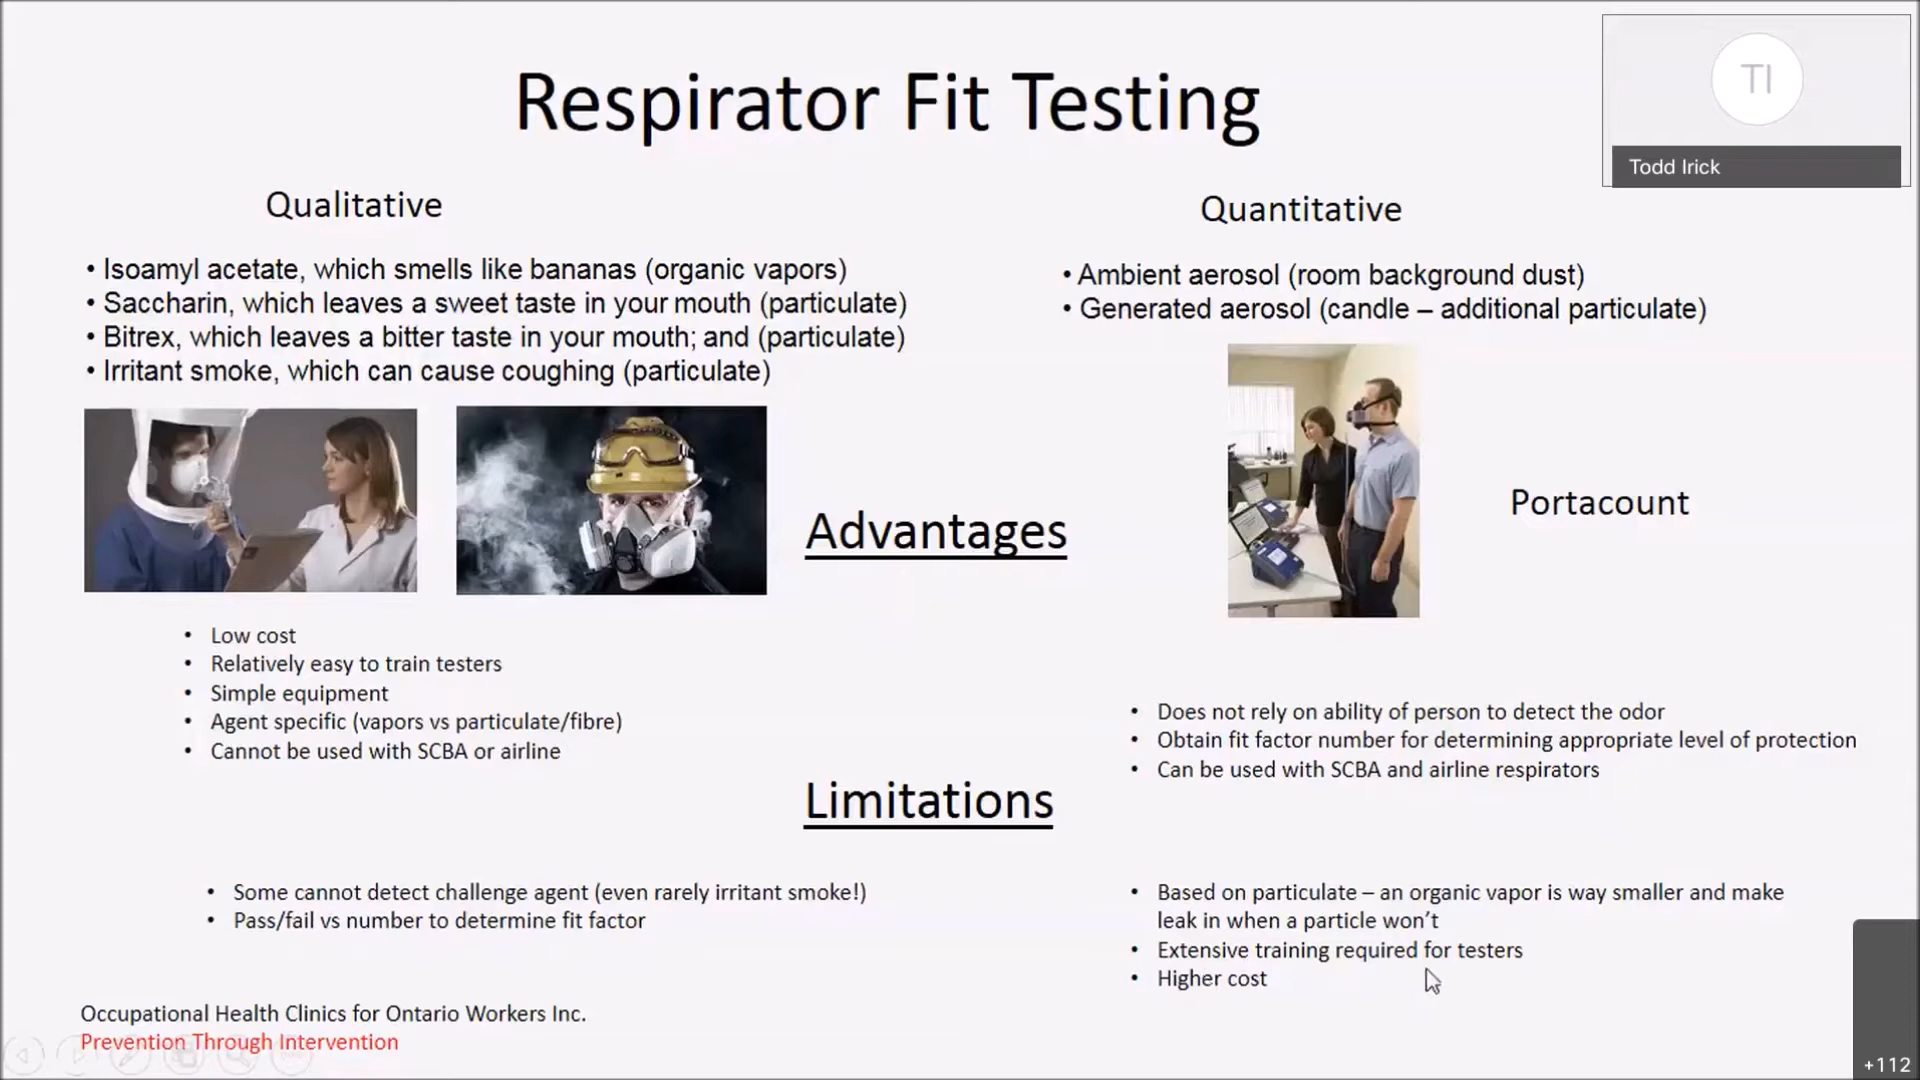 Respirator Fit Testing
TI
Todd Irick
Qualitative
• Isoamyl acetate, which smells like bananas (organic vapors)
• Saccharin, which leaves a sweet taste in your mouth (particulate)
• Bitrex, which leaves a bitter taste in your mouth; and (particulate)
• Irritant smoke, which can cause coughing (particulate)
Quantitative
• Ambient aerosol (room background dust)
• Generated aerosol (candle – additional particulate)
Portacount
Advantages
• Low cost
• Relatively easy to train testers
• Simple equipment
• Agent specific (vapors vs particulate/fibre)
• Cannot be used with SCBA or airline
• Does not rely on ability of person to detect the odor
• Obtain fit factor number for determining appropriate level of protection
• Can be used with SCBA and airline respirators
Limitations
• Some cannot detect challenge agent (even rarely irritant smoke!)
• Pass/fail vs number to determine fit factor
• Based on particulate – an organic vapor is way smaller and make
leak in when a particle won’t
• Extensive training required for testers
• Higher cost
Occupational Health Clinics for Ontario Workers Inc.
Prevention Through Intervention
+112